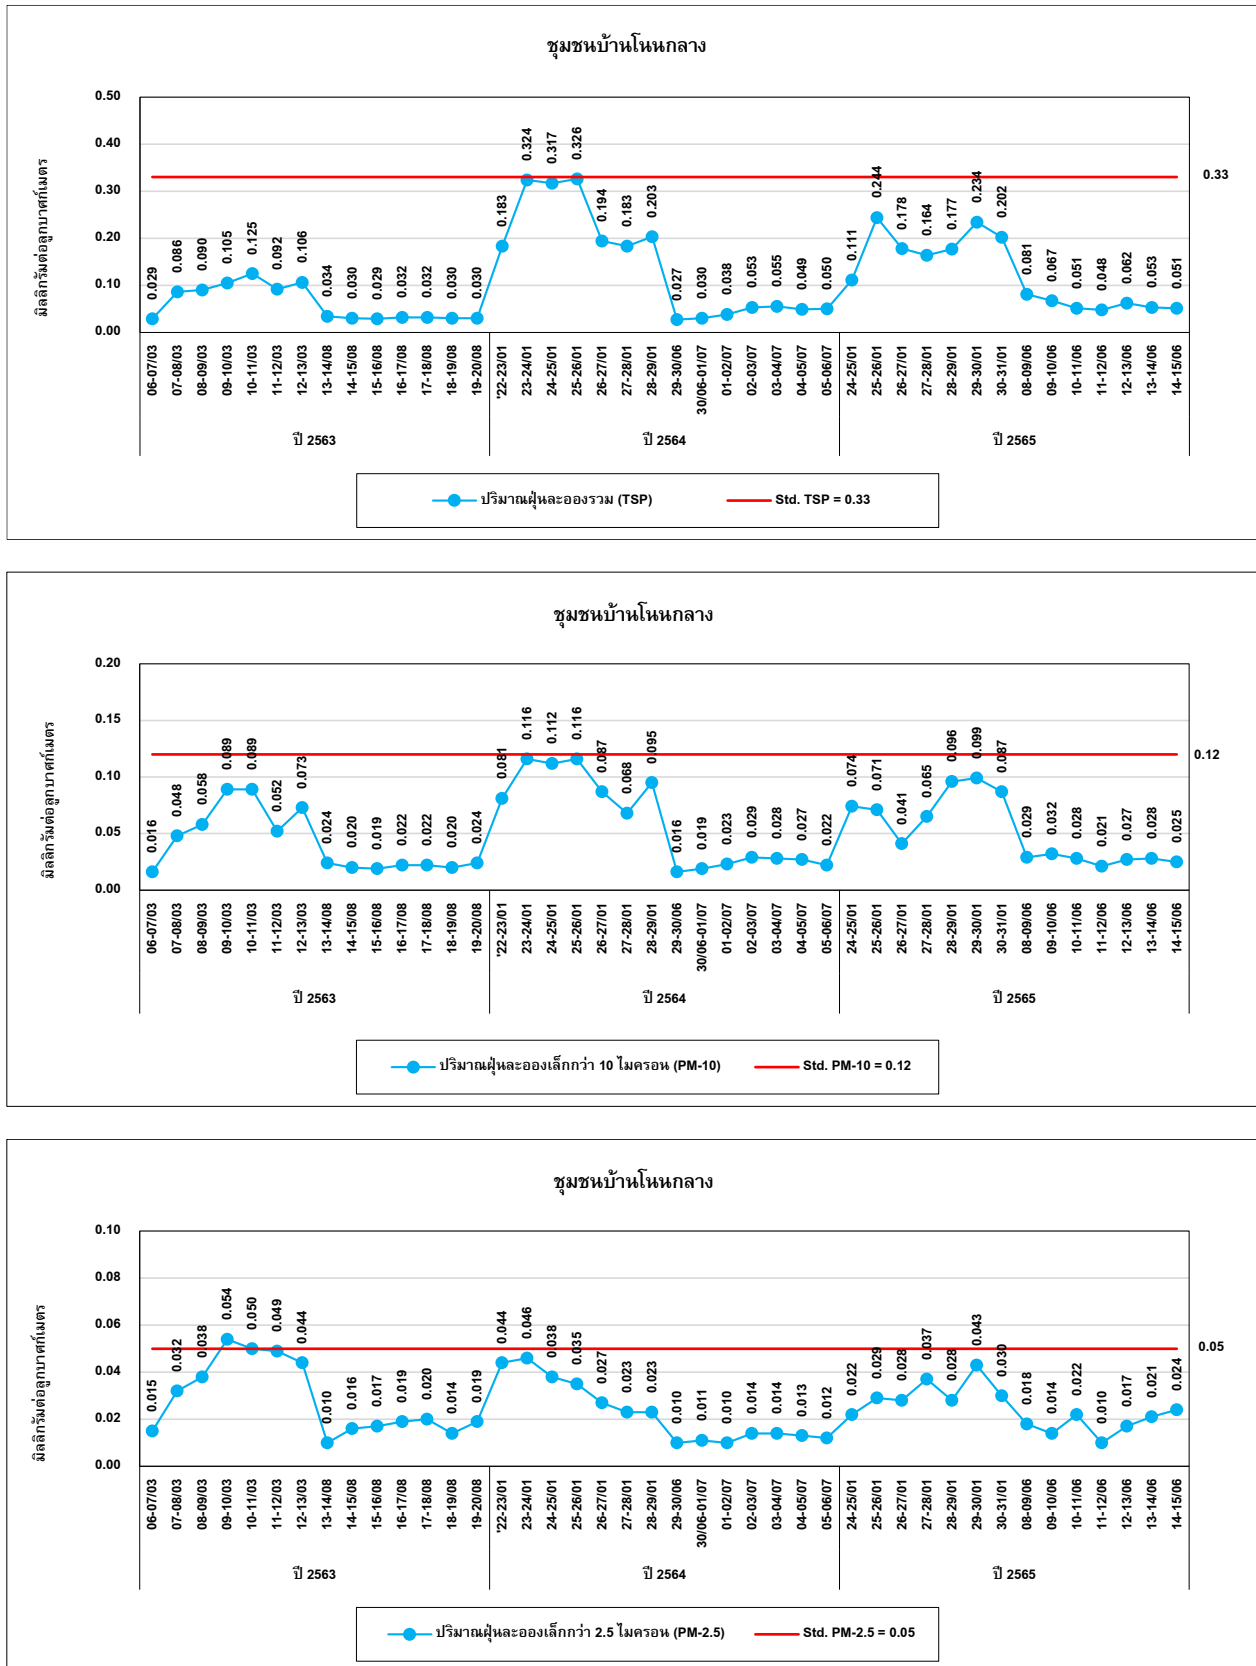 ชุมชนบ้านโนนกลาง
มิลลิกรัมต่อลูกบาศก์เมตร
0.50
0.40
0.30
0.20
0.10
0.00
0.029 0.086 0.090 0.105 0.125 0.092 0.106 0.034 0.030 0.029 0.032 0.032 0.030 0.030 0.183 0.324 0.317 0.326 0.194 0.183 0.203 0.027 0.030 0.038 0.053 0.055 0.049 0.050 0.111 0.244 0.178 0.164 0.177 0.234 0.202 0.081 0.067 0.051 0.048 0.062 0.053 0.051
0.33
06-07/03 07-08/03 08-09/03 09-10/03 10-11/03 11-12/03 12-13/03 13-14/08 14-15/08 15-16/08 16-17/08 17-18/08 18-19/08 19-20/08 '22-23/01 23-24/01 24-25/01 25-26/01 26-27/01 27-28/01 28-29/01 29-30/06 30/06-01/07 01-02/07 02-03/07 03-04/07 04-05/07 05-06/07 24-25/01 25-26/01 26-27/01 27-28/01 28-29/01 29-30/01 30-31/01 08-09/06 09-10/06 10-11/06 11-12/06 12-13/06 13-14/06 14-15/06
ปี 2563 ปี 2564 ปี 2565
ปริมาณฝุ่นละอองรวม (TSP) Std. TSP = 0.33
ชุมชนบ้านโนนกลาง
มิลลิกรัมต่อลูกบาศก์เมตร
0.20
0.15
0.10
0.05
0.00
0.016 0.048 0.058 0.089 0.089 0.052 0.073 0.024 0.020 0.019 0.022 0.022 0.020 0.024 0.081 0.116 0.112 0.116 0.087 0.068 0.095 0.016 0.019 0.023 0.029 0.028 0.027 0.022 0.074 0.071 0.041 0.065 0.096 0.099 0.087 0.029 0.032 0.028 0.021 0.027 0.028 0.025
0.12
06-07/03 07-08/03 08-09/03 09-10/03 10-11/03 11-12/03 12-13/03 13-14/08 14-15/08 15-16/08 16-17/08 17-18/08 18-19/08 19-20/08 '22-23/01 23-24/01 24-25/01 25-26/01 26-27/01 27-28/01 28-29/01 29-30/06 30/06-01/07 01-02/07 02-03/07 03-04/07 04-05/07 05-06/07 24-25/01 25-26/01 26-27/01 27-28/01 28-29/01 29-30/01 30-31/01 08-09/06 09-10/06 10-11/06 11-12/06 12-13/06 13-14/06 14-15/06
ปี 2563 ปี 2564 ปี 2565
ปริมาณฝุ่นละอองเล็กกว่า 10 ไมครอน (PM-10) Std. PM-10 = 0.12
ชุมชนบ้านโนนกลาง
มิลลิกรัมต่อลูกบาศก์เมตร
0.10
0.08
0.06
0.04
0.02
0.00
0.015 0.032 0.038 0.054 0.050 0.049 0.044 0.010 0.016 0.017 0.019 0.020 0.014 0.019 0.044 0.046 0.038 0.035 0.027 0.023 0.023 0.010 0.011 0.010 0.014 0.014 0.013 0.012 0.022 0.029 0.028 0.037 0.028 0.043 0.030 0.018 0.014 0.022 0.010 0.017 0.021 0.024
0.05
06-07/03 07-08/03 08-09/03 09-10/03 10-11/03 11-12/03 12-13/03 13-14/08 14-15/08 15-16/08 16-17/08 17-18/08 18-19/08 19-20/08 '22-23/01 23-24/01 24-25/01 25-26/01 26-27/01 27-28/01 28-29/01 29-30/06 30/06-01/07 01-02/07 02-03/07 03-04/07 04-05/07 05-06/07 24-25/01 25-26/01 26-27/01 27-28/01 28-29/01 29-30/01 30-31/01 08-09/06 09-10/06 10-11/06 11-12/06 12-13/06 13-14/06 14-15/06
ปี 2563 ปี 2564 ปี 2565
ปริมาณฝุ่นละอองเล็กกว่า 2.5 ไมครอน (PM-2.5) Std. PM-2.5 = 0.05